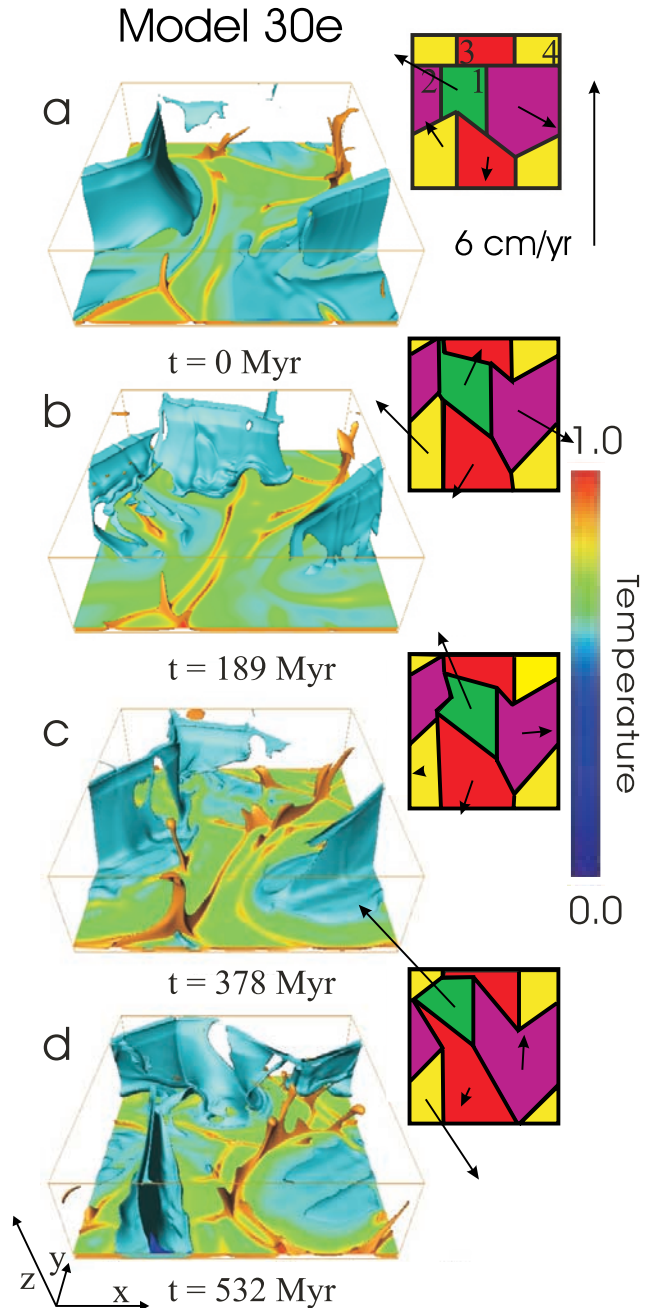 Model 30e
a
3 4
2 1
6 cm/yr
t = 0 Myr
b
1.0
t = 189 Myr
Temperature
c
0.0
t = 378 Myr
d
z y x
t = 532 Myr